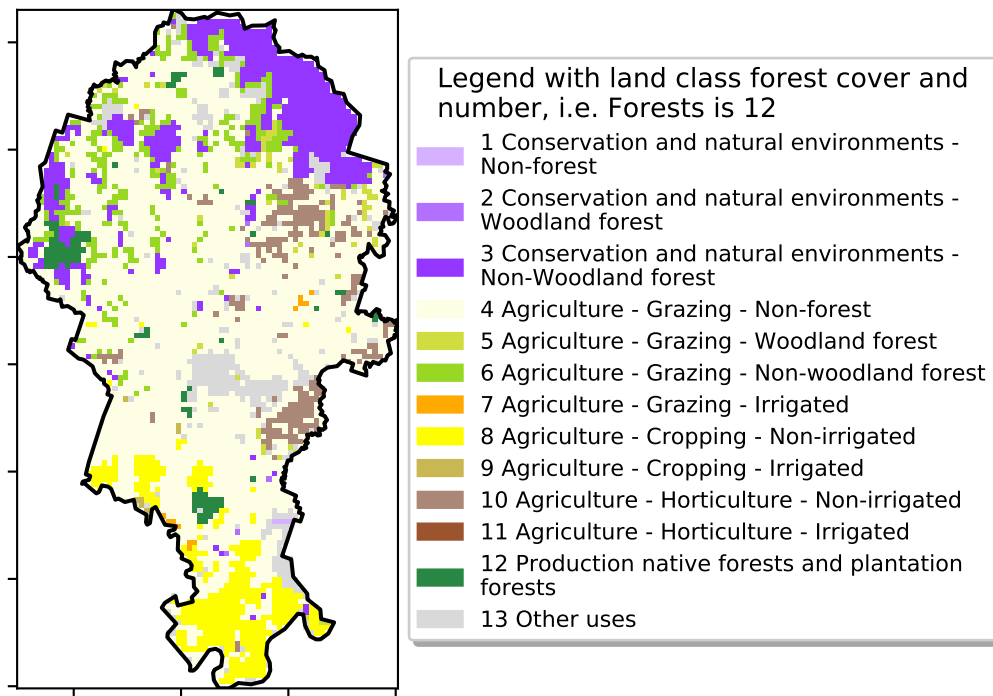 Legend with land class forest cover and
number, i.e. Forests is 12
1 Conservation and natural environments -
Non-forest
2 Conservation and natural environments -
Woodland forest
3 Conservation and natural environments -
Non-Woodland forest
4 Agriculture - Grazing - Non-forest
5 Agriculture - Grazing - Woodland forest
6 Agriculture - Grazing - Non-woodland forest
7 Agriculture - Grazing - Irrigated
8 Agriculture - Cropping - Non-irrigated
9 Agriculture - Cropping - Irrigated
10 Agriculture - Horticulture - Non-irrigated
11 Agriculture - Horticulture - Irrigated
12 Production native forests and plantation
forests
13 Other uses